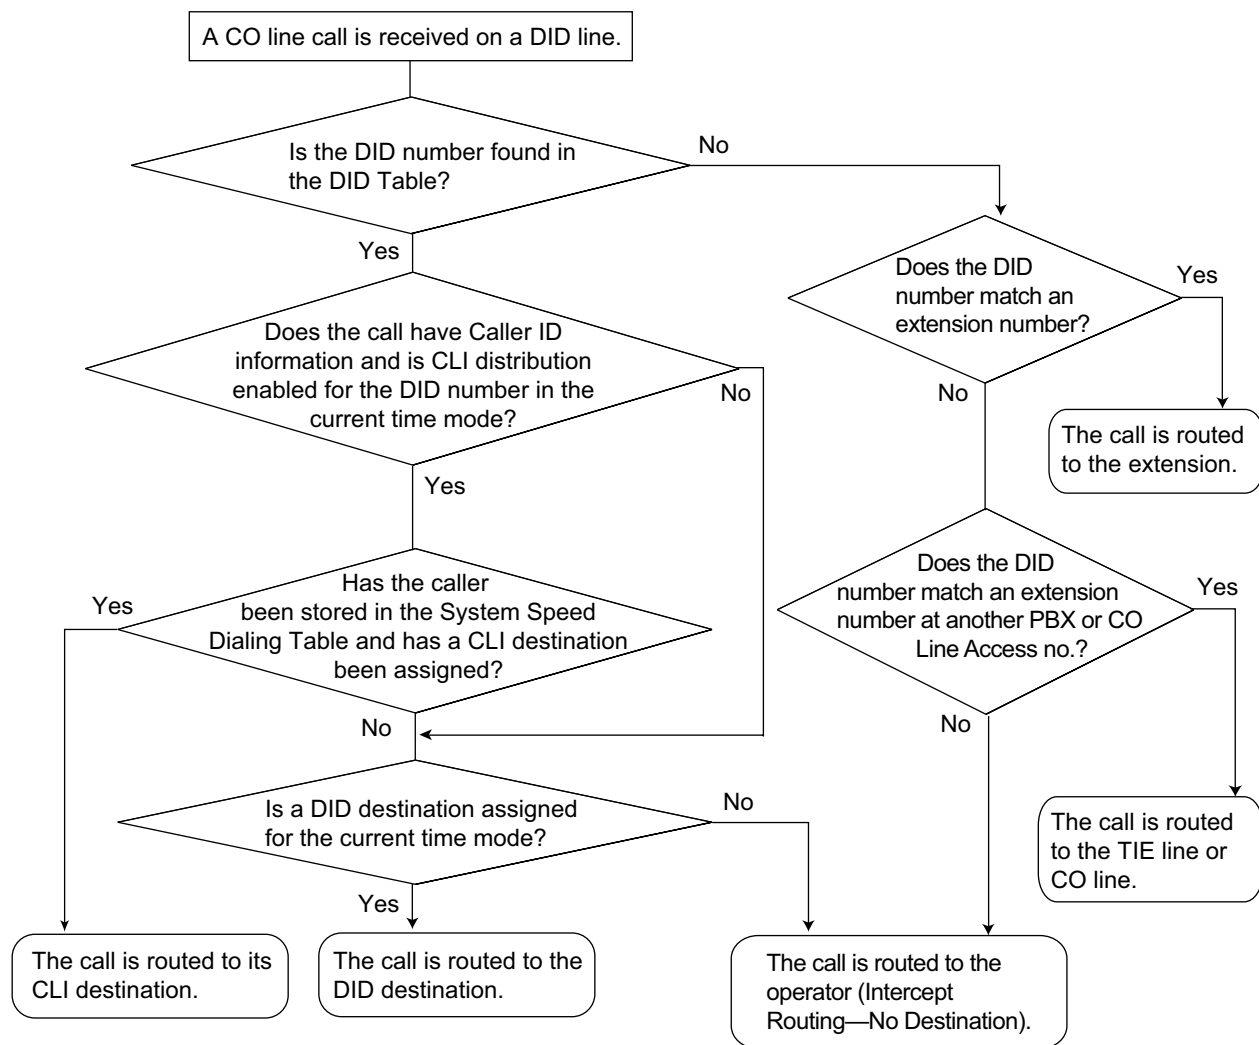 A CO line call is received on a DID line.
Is the DID number found in
the DID Table?
No
Yes
Does the DID
number match an
extension number?
Yes
No
The call is routed
to the extension.
Does the call have Caller ID
information and is CLI distribution
enabled for the DID number in the
current time mode?
No
Yes
Has the caller
been stored in the System Speed
Dialing Table and has a CLI destination
been assigned?
Yes
No
Does the DID
number match an extension
number at another PBX or CO
Line Access no.?
Yes
No
Is a DID destination assigned
for the current time mode?
No
Yes
The call is routed
to the TIE line or
CO line.
The call is routed to its
CLI destination.
The call is routed to the
DID destination.
The call is routed to the
operator (Intercept
Routing—No Destination).